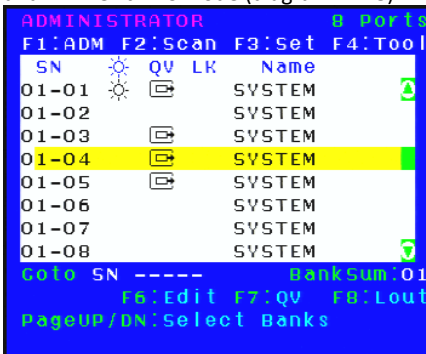 ADMINISTRATOR 8 Ports
F1:ADM F2:Scan F3:Set F4:Tool
SN QV LK Name
01-01 SYSTEM
01-02 SYSTEM
01-03 SYSTEM
01-04 SYSTEM
01-05 SYSTEM
01-06 SYSTEM
01-07 SYSTEM
01-08 SYSTEM
Goto SN ----- BankSum:01
F6:Edit F7:QV F8:Lout
PageUP/DN:Select Banks